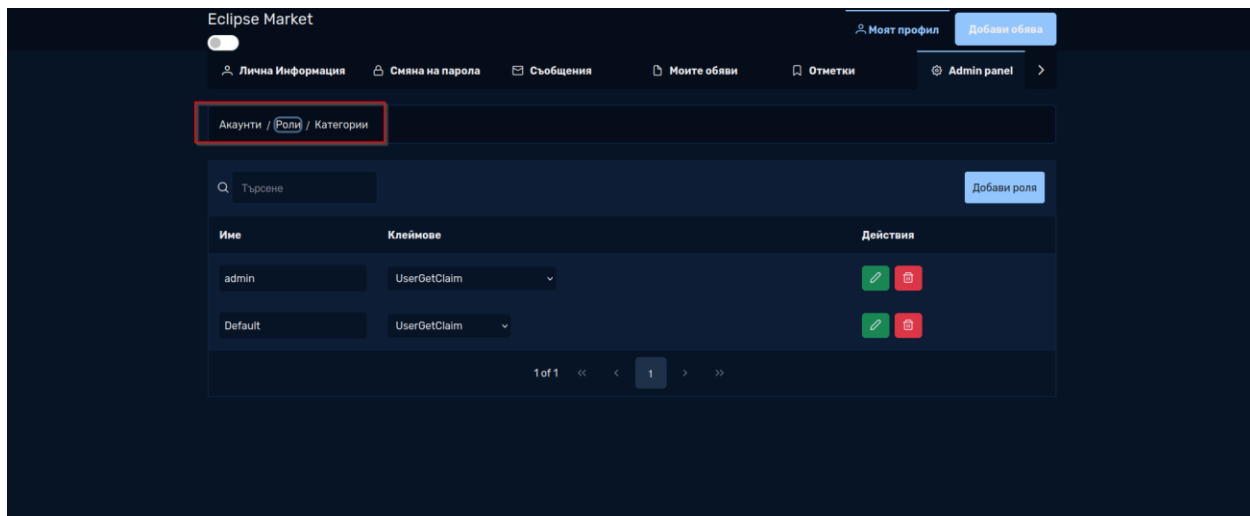 Eclipse Market
Моят профил
Добави обява
Лична Информация
Смяна на парола
Съобщения
Моите обяви
Отметки
Admin panel
Акаунти / Роли / Категории
Търсене
Добави роля
Име Клеймове Действия
admin UserGetClaim
Default UserGetClaim
1 of 1 « ‹ 1 › »